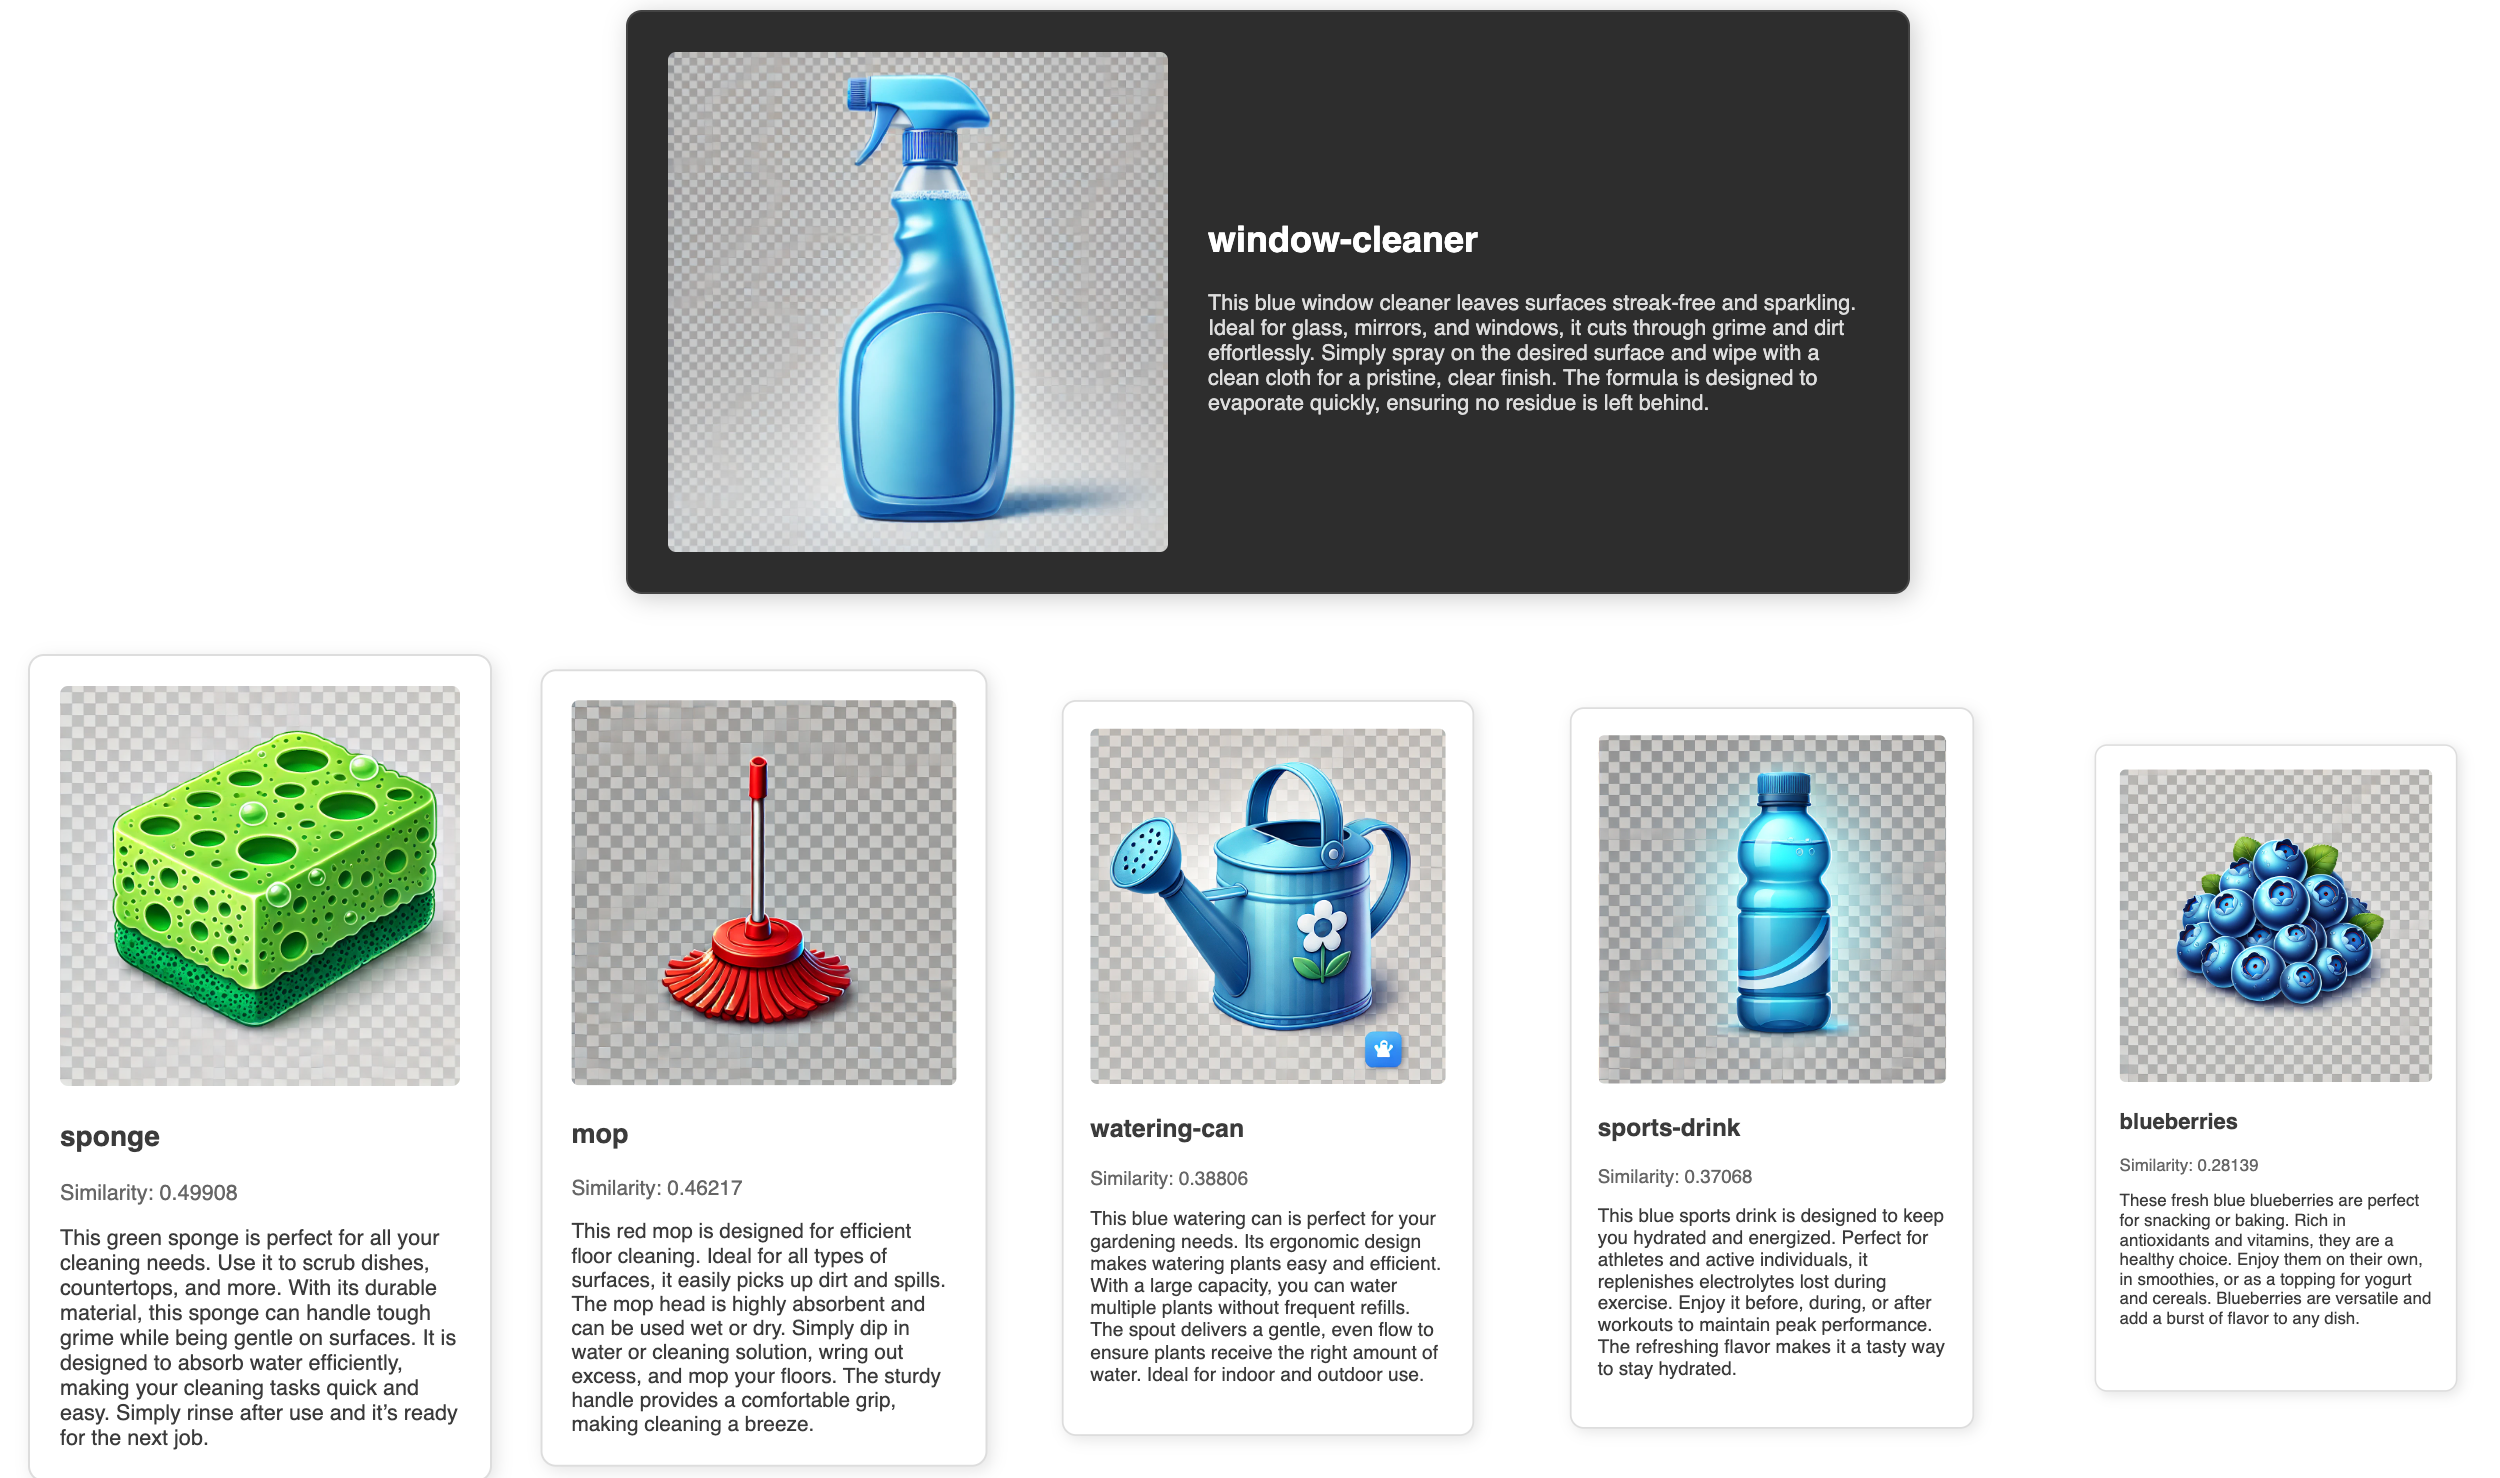 window-cleaner
This blue window cleaner leaves surfaces streak-free and sparkling.
Ideal for glass, mirrors, and windows, it cuts through grime and dirt
effortlessly. Simply spray on the desired surface and wipe with a
clean cloth for a pristine, clear finish. The formula is designed to
evaporate quickly, ensuring no residue is left behind.
sponge
Similarity: 0.49908
This green sponge is perfect for all your
cleaning needs. Use it to scrub dishes,
countertops, and more. With its durable
material, this sponge can handle tough
grime while being gentle on surfaces. It is
designed to absorb water efficiently,
making your cleaning tasks quick and
easy. Simply rinse after use and it’s ready
for the next job.
mop
Similarity: 0.46217
This red mop is designed for efficient
floor cleaning. Ideal for all types of
surfaces, it easily picks up dirt and spills.
The mop head is highly absorbent and
can be used wet or dry. Simply dip in
water or cleaning solution, wring out
excess, and mop your floors. The sturdy
handle provides a comfortable grip,
making cleaning a breeze.
watering-can
Similarity: 0.38806
This blue watering can is perfect for your
gardening needs. Its ergonomic design
makes watering plants easy and efficient.
With a large capacity, you can water
multiple plants without frequent refills.
The spout delivers a gentle, even flow to
ensure plants receive the right amount of
water. Ideal for indoor and outdoor use.
sports-drink
Similarity: 0.37068
This blue sports drink is designed to keep
you hydrated and energized. Perfect for
athletes and active individuals, it
replenishes electrolytes lost during
exercise. Enjoy it before, during, or after
workouts to maintain peak performance.
The refreshing flavor makes it a tasty way
to stay hydrated.
blueberries
Similarity: 0.28139
These fresh blue blueberries are perfect
for snacking or baking. Rich in
antioxidants and vitamins, they are a
healthy choice. Enjoy them on their own,
in smoothies, or as a topping for yogurt
and cereals. Blueberries are versatile and
add a burst of flavor to any dish.